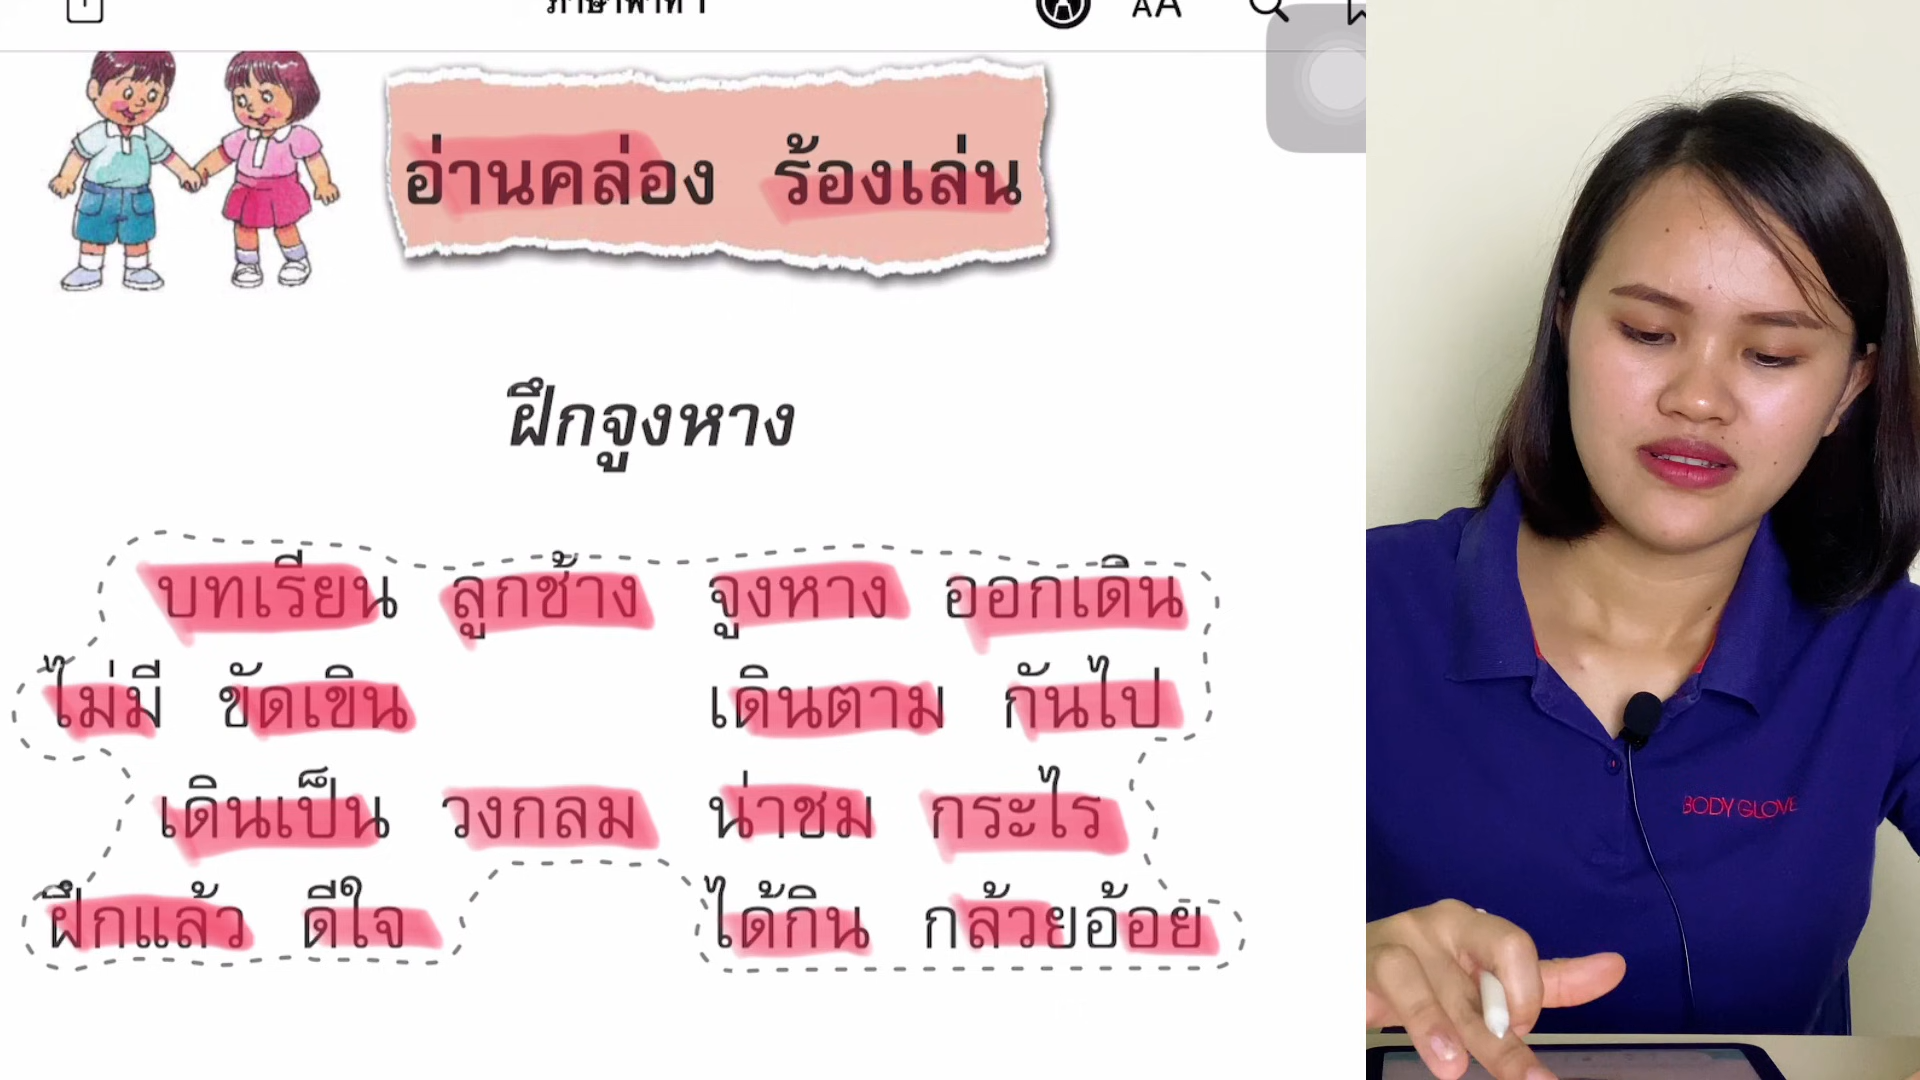 ภาษาพาที ๑
AA
อ่านคล่อง ร้องเล่น
ฝึกจูงหาง
บทเรียน ลูกช้าง จูงหาง ออกเดิน
ไม่มี ขัดเขิน เดินตาม กันไป
เดินเป็น วงกลม น่าชม กระไร
ฝึกแล้ว ดีใจ ได้กิน กล้วยอ้อย
BODY GLOVE